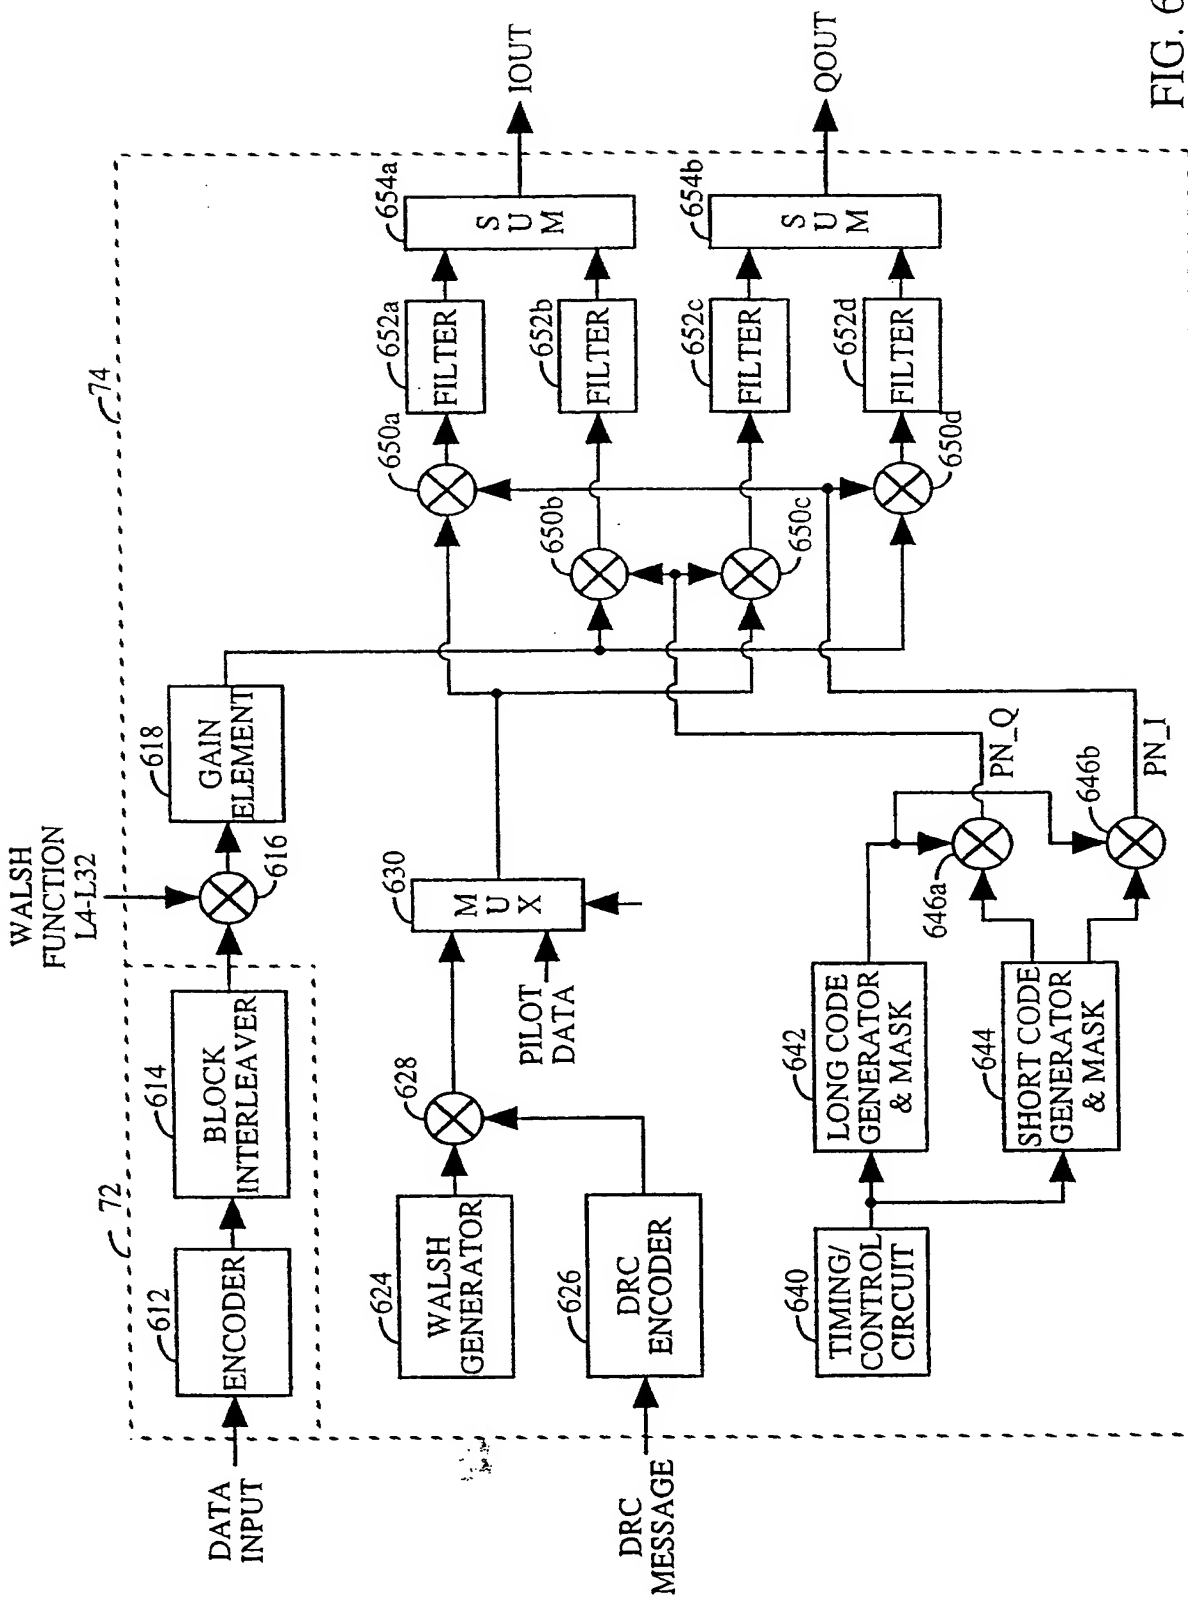 FIG. 6
72
74
DATA
INPUT
612
ENCODER
614
BLOCK
INTERLEAVER
WALSH
FUNCTION
L4-L32
616
618
GAIN
ELEMENT
624
WALSH
GENERATOR
DRC
MESSAGE
626
DRC
ENCODER
628
PILOT
DATA
630
M
U
X
640
TIMING/
CONTROL
CIRCUIT
642
LONG CODE
GENERATOR
& MASK
644
SHORT CODE
GENERATOR
& MASK
646a
646b
PN_Q
PN_I
650a
650b
650c
650d
652a
FILTER
652b
FILTER
652c
FILTER
652d
FILTER
654a
S
U
M
654b
S
U
M
IOUT
QOUT